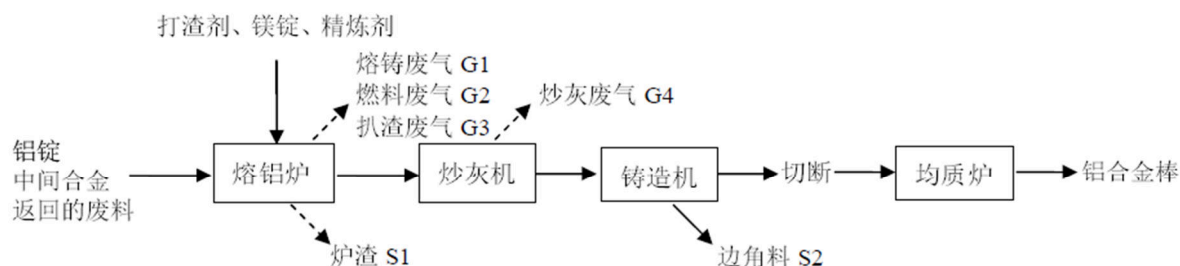 打渣剂、镁锭、精炼剂
熔铸废气 G1
燃料废气 G2
扒渣废气 G3
炒灰废气 G4
铝锭
中间合金
返回的废料
熔铝炉
炒灰机
铸造机
切断
均质炉
铝合金棒
炉渣 S1
边角料 S2